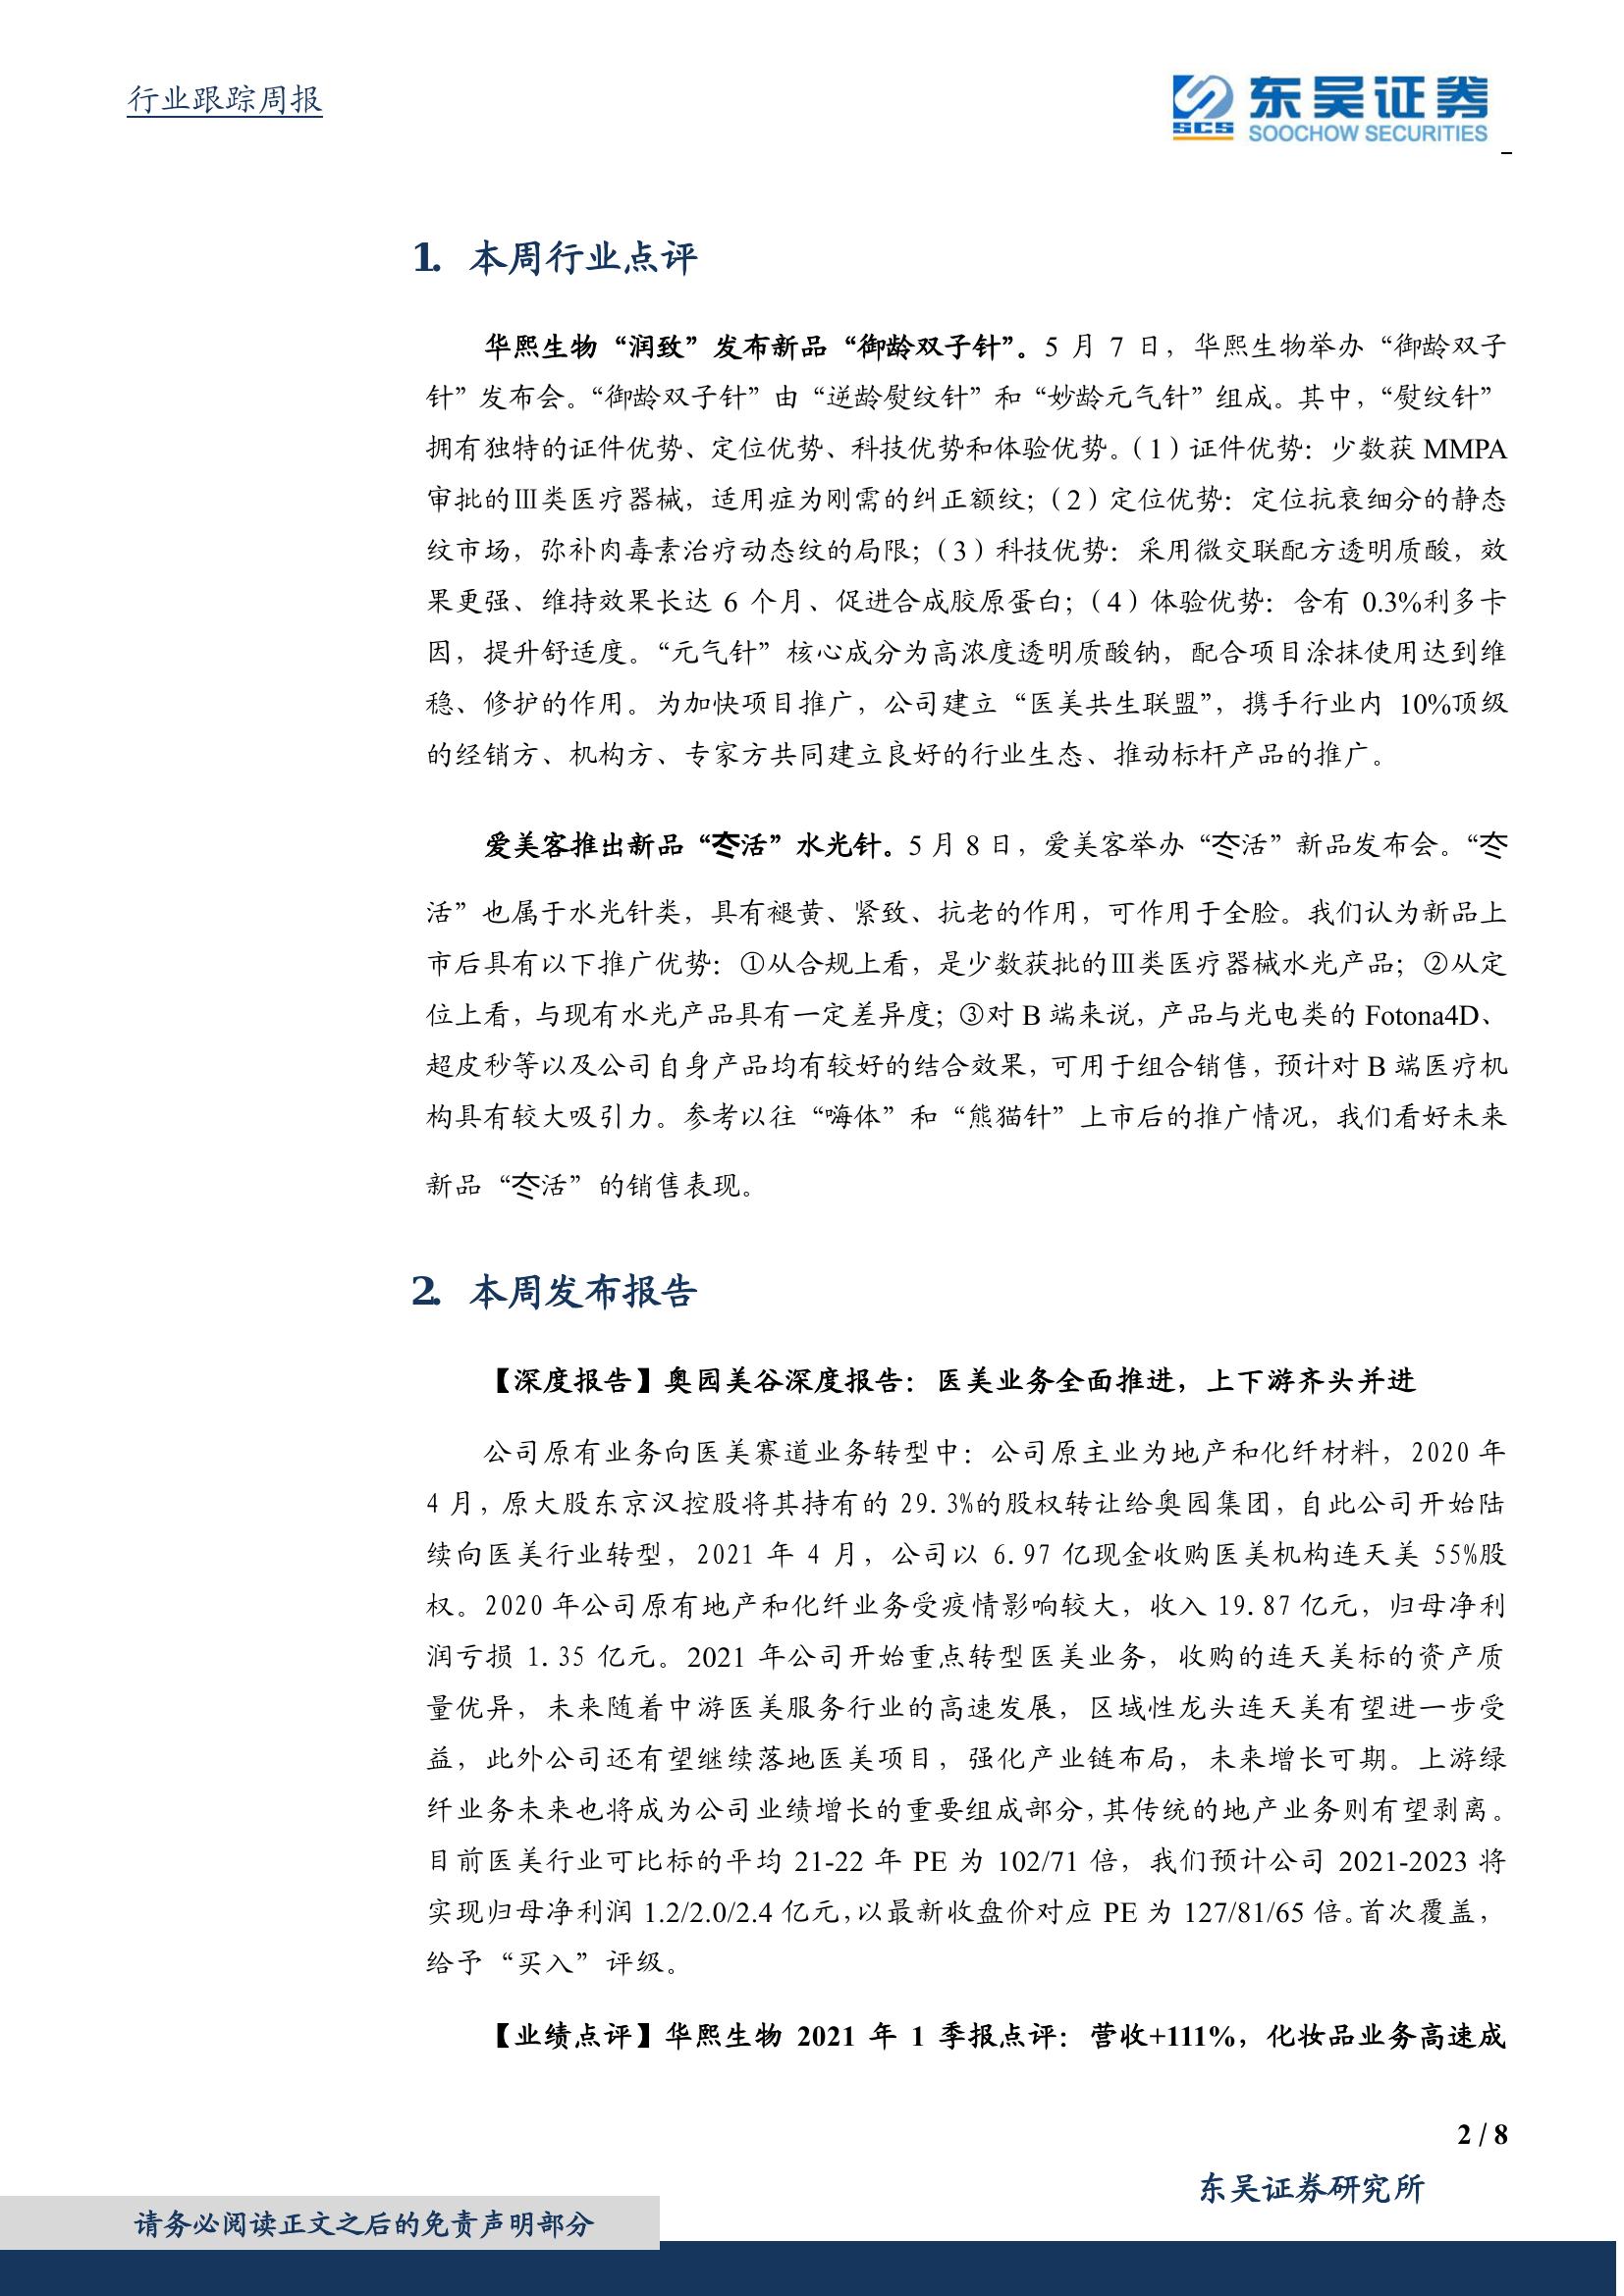 行业跟踪周报
SCS 东吴证券
SOOCHOW SECURITIES
1. 本周行业点评
华熙生物“润致”发布新品“御龄双子针”。5 月 7 日，华熙生物举办“御龄双子
针”发布会。“御龄双子针”由“逆龄熨纹针”和“妙龄元气针”组成。其中，“熨纹针”
拥有独特的证件优势、定位优势、科技优势和体验优势。（1）证件优势：少数获 MMPA
审批的Ⅲ类医疗器械，适用症为刚需的纠正额纹；（2）定位优势：定位抗衰细分的静态
纹市场，弥补肉毒素治疗动态纹的局限；（3）科技优势：采用微交联配方透明质酸，效
果更强、维持效果长达 6 个月、促进合成胶原蛋白；（4）体验优势：含有 0.3%利多卡
因，提升舒适度。“元气针”核心成分为高浓度透明质酸钠，配合项目涂抹使用达到维
稳、修护的作用。为加快项目推广，公司建立“医美共生联盟”，携手行业内 10%顶级
的经销方、机构方、专家方共同建立良好的行业生态、推动标杆产品的推广。
爱美客推出新品“冭活”水光针。5 月 8 日，爱美客举办“冭活”新品发布会。“冭
活”也属于水光针类，具有褪黄、紧致、抗老的作用，可作用于全脸。我们认为新品上
市后具有以下推广优势：①从合规上看，是少数获批的Ⅲ类医疗器械水光产品；②从定
位上看，与现有水光产品具有一定差异度；③对 B 端来说，产品与光电类的 Fotona4D、
超皮秒等以及公司自身产品均有较好的结合效果，可用于组合销售，预计对 B 端医疗机
构具有较大吸引力。参考以往“嗨体”和“熊猫针”上市后的推广情况，我们看好未来
新品“冭活”的销售表现。
2. 本周发布报告
【深度报告】奥园美谷深度报告：医美业务全面推进，上下游齐头并进
公司原有业务向医美赛道业务转型中：公司原主业为地产和化纤材料，2020 年
4 月，原大股东京汉控股将其持有的 29.3%的股权转让给奥园集团，自此公司开始陆
续向医美行业转型，2021 年 4 月，公司以 6.97 亿现金收购医美机构连天美 55%股
权。2020 年公司原有地产和化纤业务受疫情影响较大，收入 19.87 亿元，归母净利
润亏损 1.35 亿元。2021 年公司开始重点转型医美业务，收购的连天美标的资产质
量优异，未来随着中游医美服务行业的高速发展，区域性龙头连天美有望进一步受
益，此外公司还有望继续落地医美项目，强化产业链布局，未来增长可期。上游绿
纤业务未来也将成为公司业绩增长的重要组成部分，其传统的地产业务则有望剥离。
目前医美行业可比标的平均 21-22 年 PE 为 102/71 倍，我们预计公司 2021-2023 将
实现归母净利润 1.2/2.0/2.4 亿元，以最新收盘价对应 PE 为 127/81/65 倍。首次覆盖，
给予“买入”评级。
【业绩点评】华熙生物 2021 年 1 季报点评：营收+111%，化妆品业务高速成
2 / 8
东吴证券研究所
请务必阅读正文之后的免责声明部分